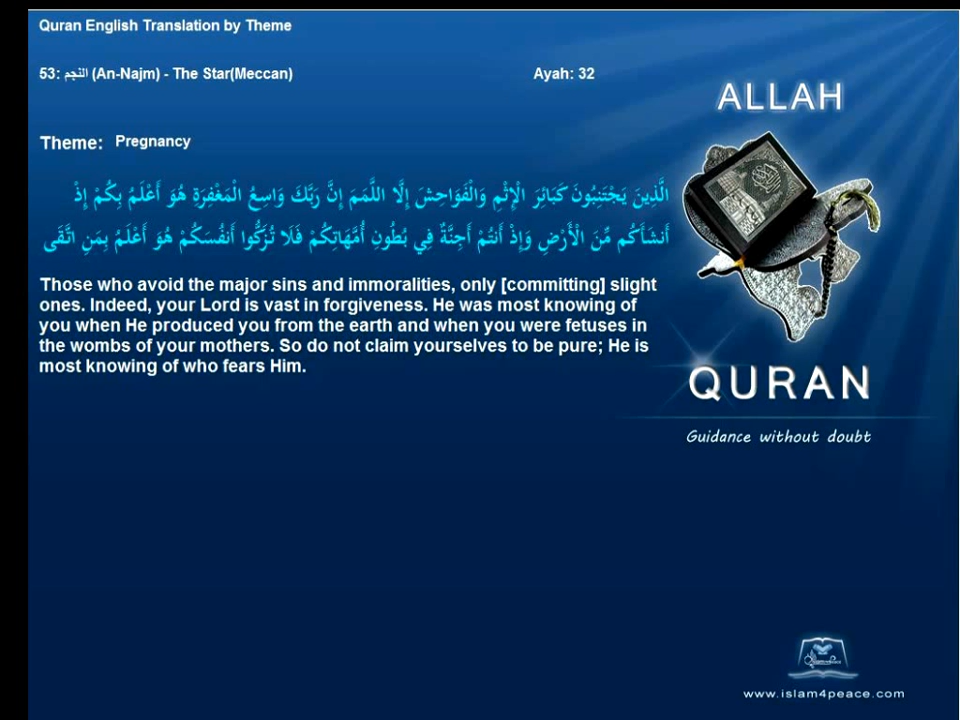 Quran English Translation by Theme
53: النجم (An-Najm) - The Star(Meccan) Ayah: 32
Theme: Pregnancy
الَّذِينَ يَجْتَنِبُونَ كَبَائِرَ الْإِثْمِ وَالْفَوَاحِشَ إِلَّا اللَّمَمَ إِنَّ رَبَّكَ وَاسِعُ الْمَغْفِرَةِ هُوَ أَعْلَمُ بِكُمْ إِذْ
أَنشَأَكُم مِّنَ الْأَرْضِ وَإِذْ أَنتُمْ أَجِنَّةٌ فِي بُطُونِ أُمَّهَاتِكُمْ فَلَا تُزَكُّوا أَنفُسَكُمْ هُوَ أَعْلَمُ بِمَنِ اتَّقَى
Those who avoid the major sins and immoralities, only [committing] slight
ones. Indeed, your Lord is vast in forgiveness. He was most knowing of
you when He produced you from the earth and when you were fetuses in
the wombs of your mothers. So do not claim yourselves to be pure; He is
most knowing of who fears Him.
ALLAH
QURAN
Guidance without doubt
www.islam4peace.com